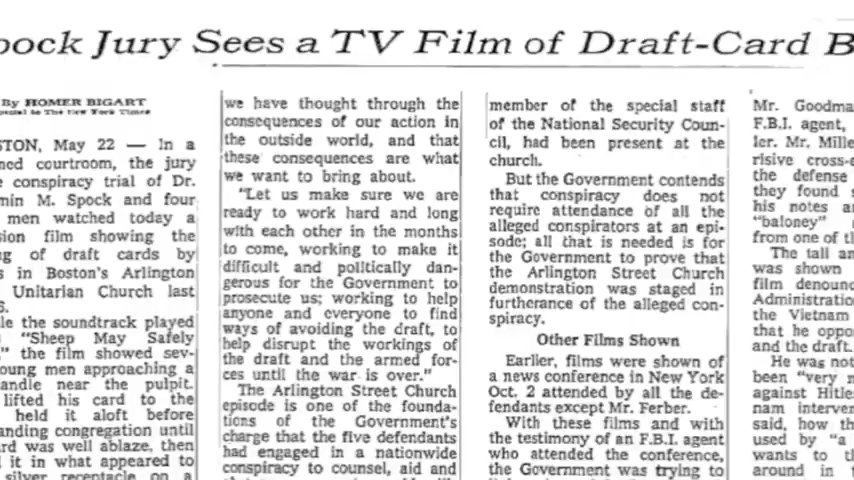 pock Jury Sees a TV Film of Draft-Card B
By HOMER BIGART
Special to The New York Times
STON, May 22 — In a
ned courtroom, the jury
e conspiracy trial of Dr.
min M. Spock and four
men watched today a
sion film showing the
ng of draft cards by
s in Boston's Arlington
Unitarian Church last
6.
le the soundtrack played
"Sheep May Safely
" the film showed sev-
oung men approaching a
andle near the pulpit.
lifted his card to the
held it aloft before
anding congregation until
rd was well ablaze, then
it in what appeared to
silver receptacle on a
we have thought through the
consequences of our action in
the outside world, and that
these consequences are what
we want to bring about.
"Let us make sure we are
ready to work hard and long
with each other in the months
to come, working to make it
difficult and politically dan-
gerous for the Government to
prosecute us; working to help
anyone and everyone to find
ways of avoiding the draft, to
help disrupt the workings of
the draft and the armed for-
ces until the war is over."
The Arlington Street Church
episode is one of the founda-
tions of the Government's
charge that the five defendants
had engaged in a nationwide
conspiracy to counsel, aid and
member of the special staff
of the National Security Coun-
cil, had been present at the
church.
But the Government contends
that conspiracy does not
require attendance of all the
alleged conspirators at an epi-
sode; all that is needed is for
the Government to prove that
the Arlington Street Church
demonstration was staged in
furtherance of the alleged con-
spiracy.
Other Films Shown
Earlier, films were shown of
a news conference in New York
Oct. 2 attended by all the de-
fendants except Mr. Ferber.
With these films and with
the testimony of an F.B.I. agent
who attended the conference,
the Government was trying to
Mr. Goodma
F.B.I. agent,
ler. Mr. Mille
risive cross-e
the defense
they found s
his notes a
"baloney"
from one of th
The tall an
was shown
film denounc
Administratio
the Vietnam
that he oppo
and the draft.
He was not
been "very m
against Hitle
nam interven
said, how th
used by "a
wants to th
around in t